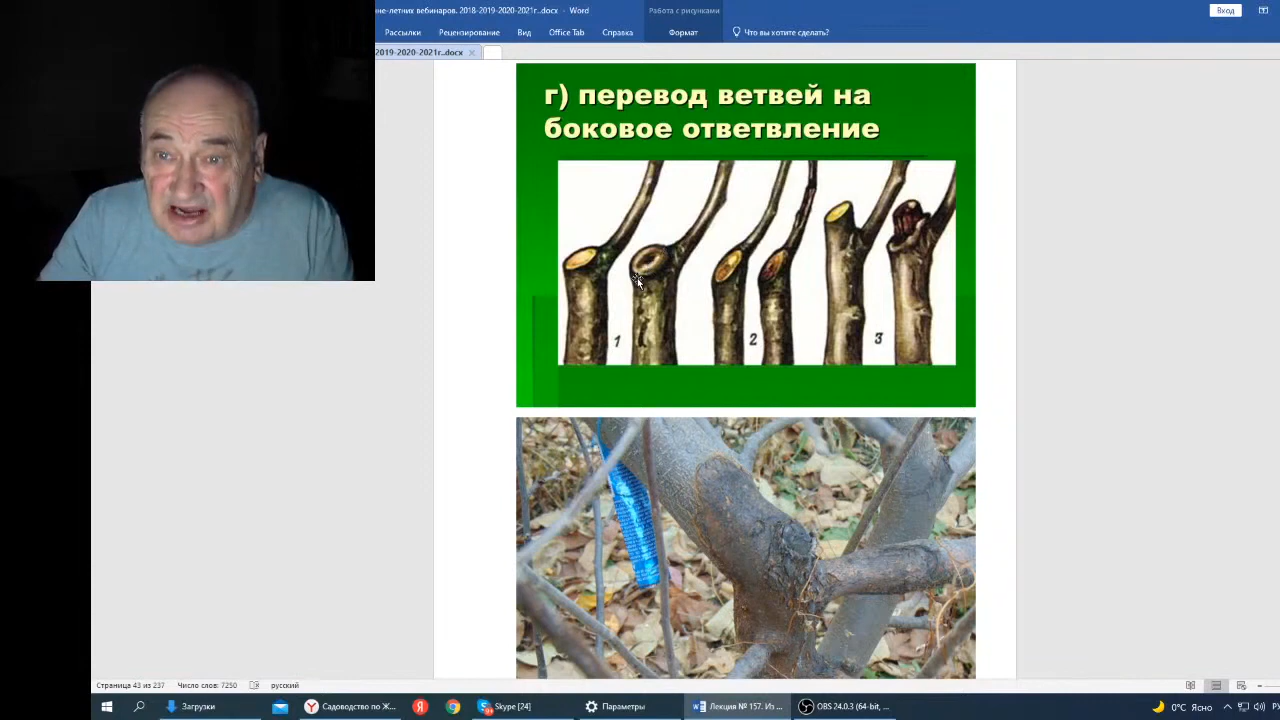 не-летних вебинаров. 2018-2019-2020-2021г..docx - Word
Работа с рисунками
Вход
Рассылки
Рецензирование
Вид
Office Tab
Справка
Формат
Что вы хотите сделать?
2019-2020-2021г..docx
г) перевод ветвей на
боковое ответвление
1
2
3
Страница 43 из 237
Число слов: 7250
русский
Загрузки
Садоводство по Ж...
Я
Skype [24]
Параметры
Лекция № 157. Из ...
OBS 24.0.3 (64-bit, ...
0°C Ясно